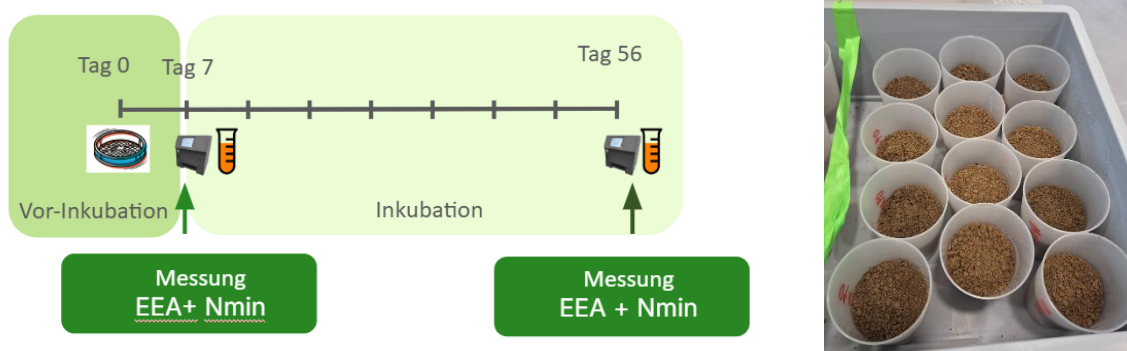 Tag 0
Tag 7
Tag 56
Vor-Inkubation
Inkubation
Messung
EEA+ Nmin
Messung
EEA + Nmin